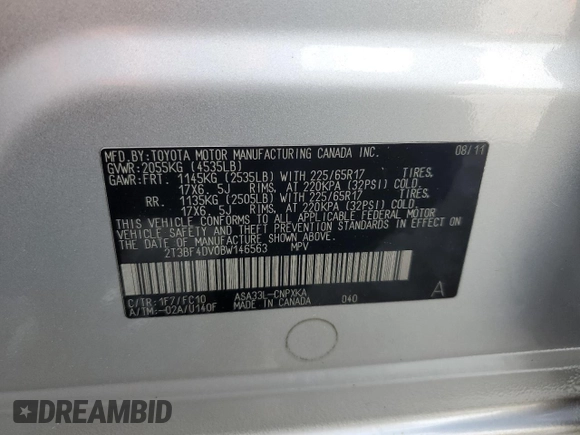 MFD.BY:TOYOTA MOTOR MANUFACTURING CANADA INC. 08/11
GVWR:2055KG (4535LB)
GAWR:FRT. 1145KG (2535LB) WITH 225/65R17 TIRES.
17X6. 5J RIMS. AT 220KPA (32PSI) COLD.
RR. 1135KG (2505LB) WITH 225/65R17 TIRES.
17X6. 5J RIMS. AT 220KPA (32PSI) COLD.
THIS VEHICLE CONFORMS TO ALL APPLICABLE FEDERAL MOTOR
VEHICLE SAFETY AND THEFT PREVENTION STANDARDS IN EFFECT ON
THE DATE OF MANUFACTURE SHOWN ABOVE.
2T3BF4DV0BW146563 MPV
C/TR:1F7/FC10 ASA33L-CNPXKA 040 A
A/TM:-02A/U140F MADE IN CANADA
DREAMBID